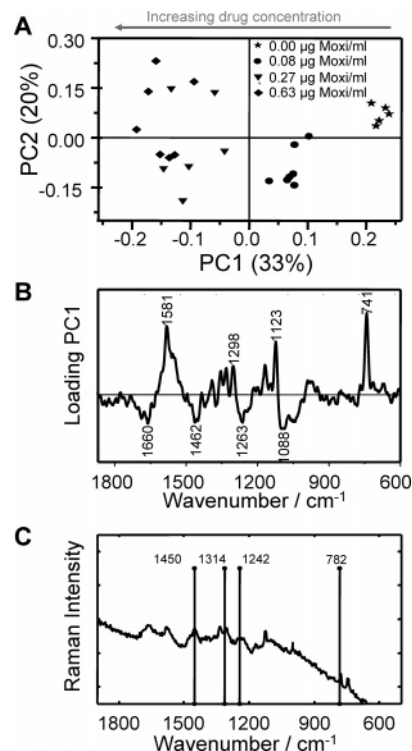 A
Increasing drug concentration
0.30
0.15
0.00
-0.15
PC2 (20%)
0.00 µg Moxi/ml
0.08 µg Moxi/ml
0.27 µg Moxi/ml
0.63 µg Moxi/ml
-0.2 -0.1 0.0 0.1 0.2
PC1 (33%)
B
Loading PC1
1581
1298
1123
741
1660
1462
1263
1088
1800 1500 1200 900 600
Wavenumber / cm-1
C
Raman Intensity
1450 1314 1242 782
1800 1500 1200 900 600
Wavenumber / cm-1